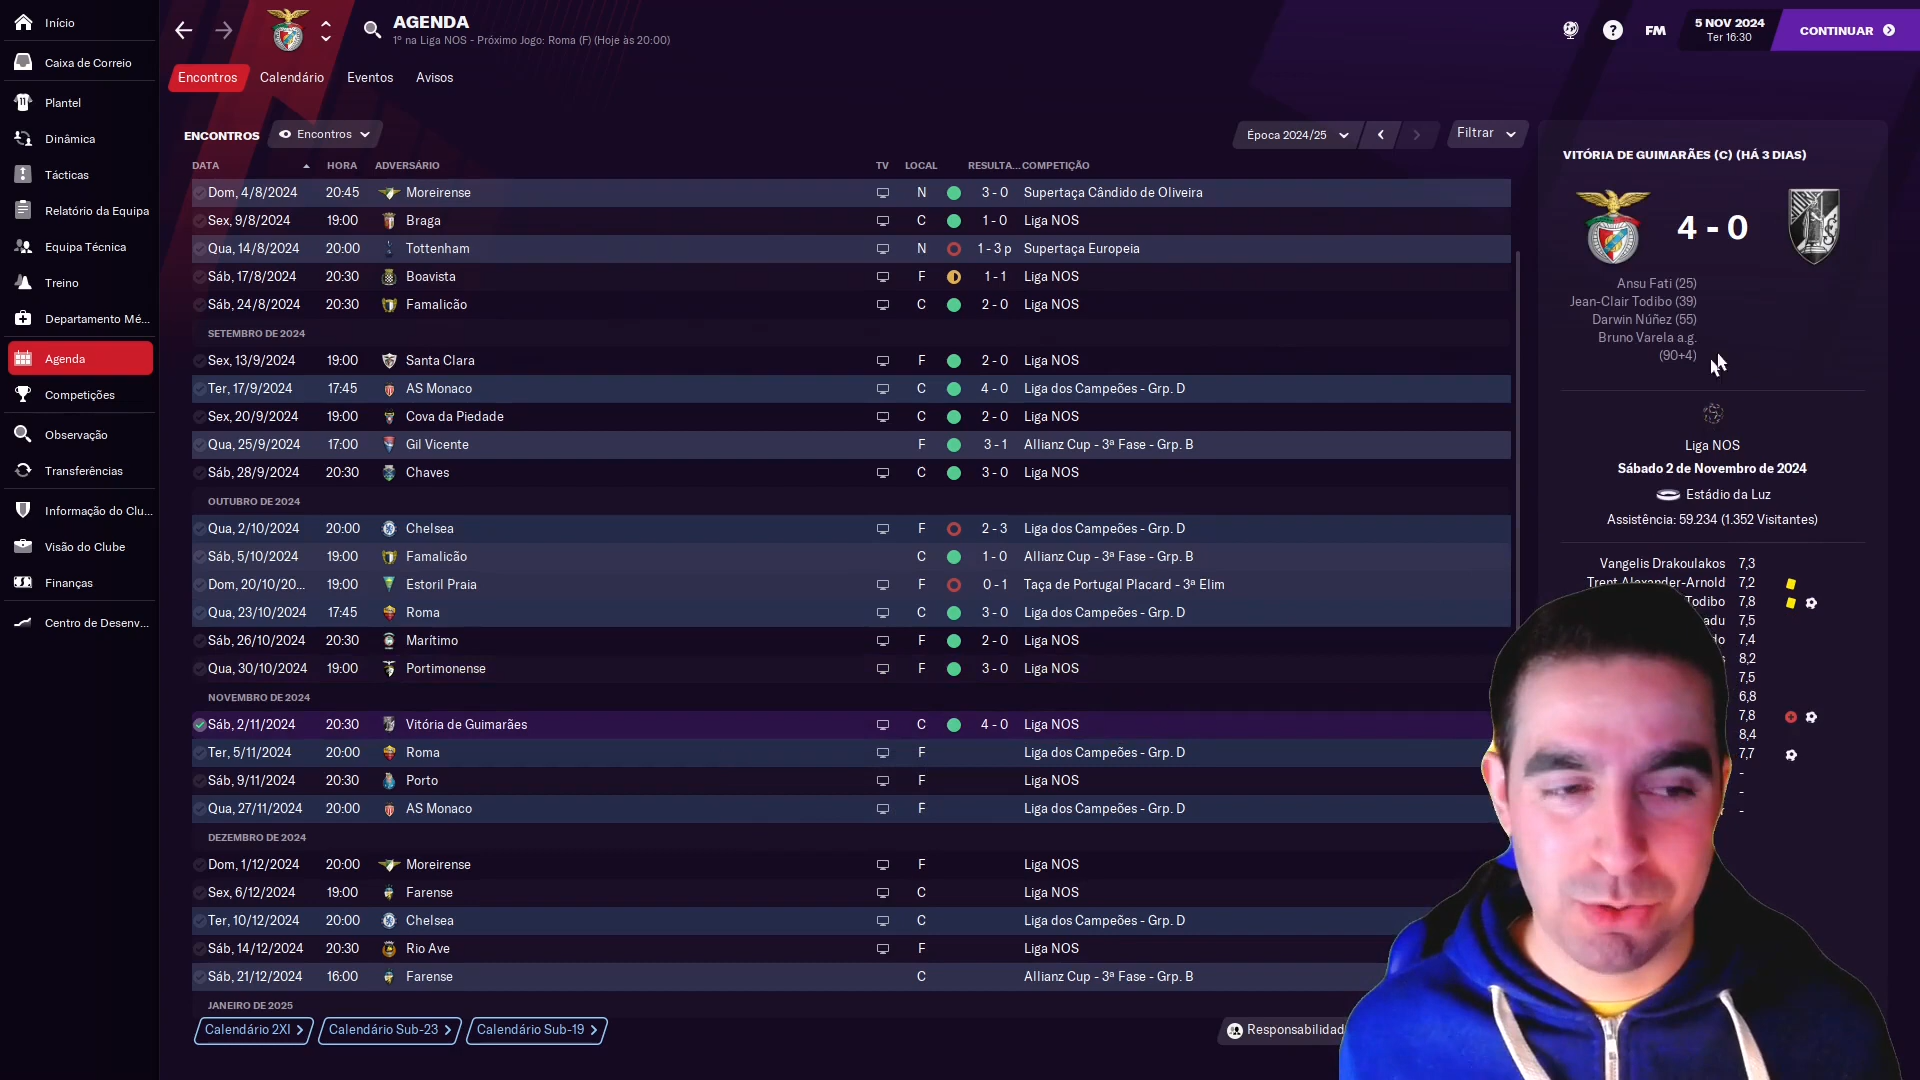 Início
Caixa de Correio
Plantel
Dinâmica
Tácticas
Relatório da Equipa
Equipa Técnica
Treino
Departamento Mé...
Agenda
Competições
Observação
Transferências
Informação do Clu...
Visão do Clube
Finanças
Centro de Desenv...
AGENDA
1º na Liga NOS - Próximo Jogo: Roma (F) (Hoje às 20:00)
FM
5 NOV 2024
Ter 16:30
CONTINUAR
Encontros Calendário Eventos Avisos
ENCONTROS Encontros
Época 2024/25
Filtrar
DATA HORA ADVERSÁRIO TV LOCAL RESULTA... COMPETIÇÃO
Dom, 4/8/2024 20:45 Moreirense N 3 - 0 Supertaça Cândido de Oliveira
Sex, 9/8/2024 19:00 Braga C 1 - 0 Liga NOS
Qua, 14/8/2024 20:00 Tottenham N 1 - 3 p Supertaça Europeia
Sáb, 17/8/2024 20:30 Boavista F 1 - 1 Liga NOS
Sáb, 24/8/2024 20:30 Famalicão C 2 - 0 Liga NOS
SETEMBRO DE 2024
Sex, 13/9/2024 19:00 Santa Clara F 2 - 0 Liga NOS
Ter, 17/9/2024 17:45 AS Monaco C 4 - 0 Liga dos Campeões - Grp. D
Sex, 20/9/2024 19:00 Cova da Piedade C 2 - 0 Liga NOS
Qua, 25/9/2024 17:00 Gil Vicente F 3 - 1 Allianz Cup - 3ª Fase - Grp. B
Sáb, 28/9/2024 20:30 Chaves C 3 - 0 Liga NOS
OUTUBRO DE 2024
Qua, 2/10/2024 20:00 Chelsea F 2 - 3 Liga dos Campeões - Grp. D
Sáb, 5/10/2024 19:00 Famalicão C 1 - 0 Allianz Cup - 3ª Fase - Grp. B
Dom, 20/10/20... 19:00 Estoril Praia F 0 - 1 Taça de Portugal Placard - 3ª Elim
Qua, 23/10/2024 17:45 Roma C 3 - 0 Liga dos Campeões - Grp. D
Sáb, 26/10/2024 20:30 Marítimo F 2 - 0 Liga NOS
Qua, 30/10/2024 19:00 Portimonense F 3 - 0 Liga NOS
NOVEMBRO DE 2024
Sáb, 2/11/2024 20:30 Vitória de Guimarães C 4 - 0 Liga NOS
Ter, 5/11/2024 20:00 Roma F Liga dos Campeões - Grp. D
Sáb, 9/11/2024 20:30 Porto F Liga NOS
Qua, 27/11/2024 20:00 AS Monaco F Liga dos Campeões - Grp. D
DEZEMBRO DE 2024
Dom, 1/12/2024 20:00 Moreirense F Liga NOS
Sex, 6/12/2024 19:00 Farense C Liga NOS
Ter, 10/12/2024 20:00 Chelsea C Liga dos Campeões - Grp. D
Sáb, 14/12/2024 20:30 Rio Ave F Liga NOS
Sáb, 21/12/2024 16:00 Farense C Allianz Cup - 3ª Fase - Grp. B
JANEIRO DE 2025
Calendário 2XI Calendário Sub-23 Calendário Sub-19
Responsabilidad
VITÓRIA DE GUIMARÃES (C) (HÁ 3 DIAS)
4 - 0
Ansu Fati (25)
Jean-Clair Todibo (39)
Darwin Núñez (55)
Bruno Varela a.g.
(90+4)
Liga NOS
Sábado 2 de Novembro de 2024
Estádio da Luz
Assistência: 59.234 (1.352 Visitantes)
Vangelis Drakoulakos 7,3
Trent Alexander-Arnold 7,2
Todibo 7,8
adu 7,5
do 7,4
s 8,2
7,5
6,8
7,8
8,4
7,7
-
-
-